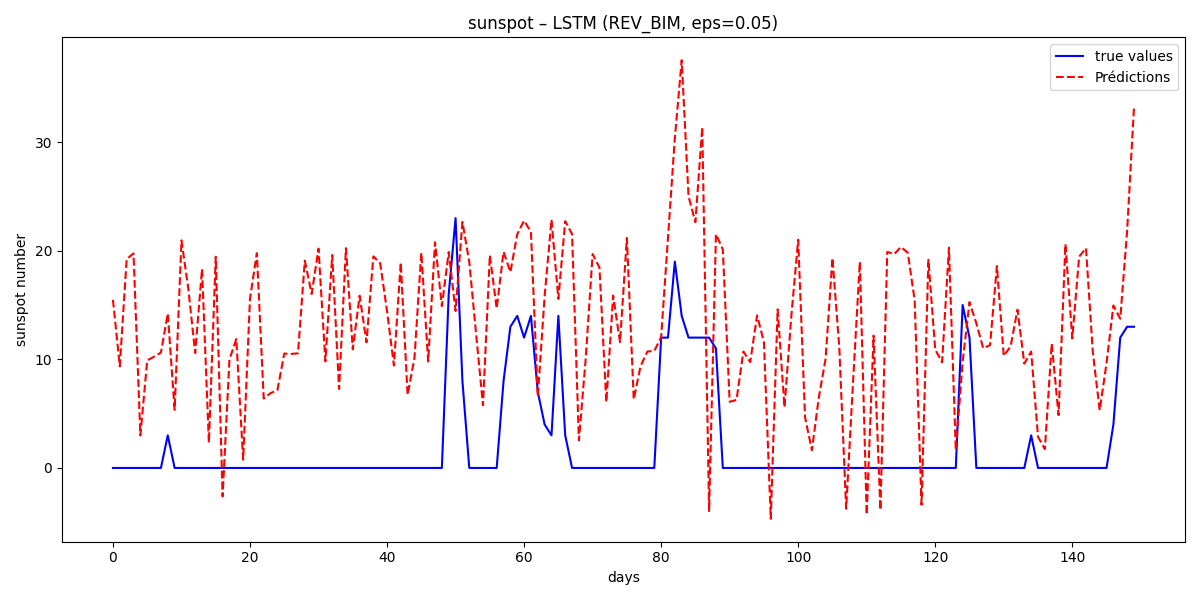 sunspot – LSTM (REV_BIM, eps=0.05)
true values
Prédictions
sunspot number
30
20
10
0
0 20 40 60 80 100 120 140
days